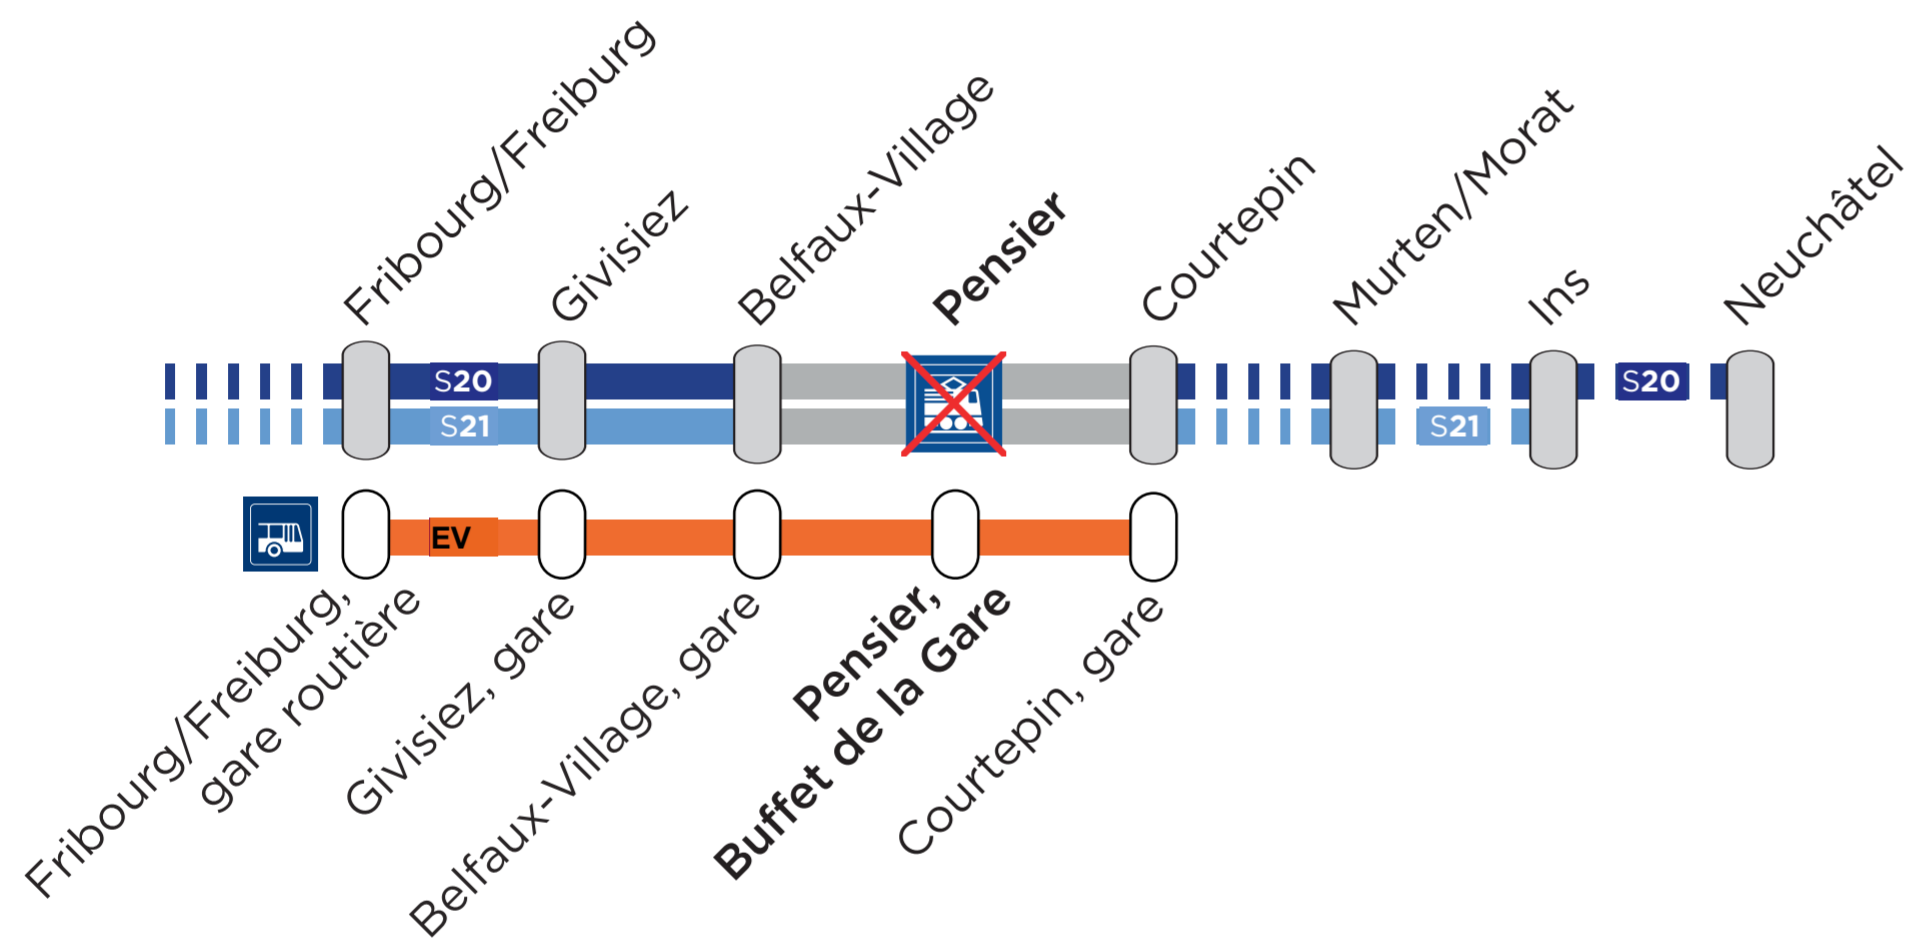 Fribourg/Freiburg
Givisiez
Belfaux-Village
Pensier
Courtepin
Murten/Morat
Ins
Neuchâtel
S20
S20
S21
S21
EV
Fribourg/Freiburg,
gare routière
Givisiez, gare
Belfaux-Village, gare
Pensier,
Buffet de la Gare
Courtepin, gare